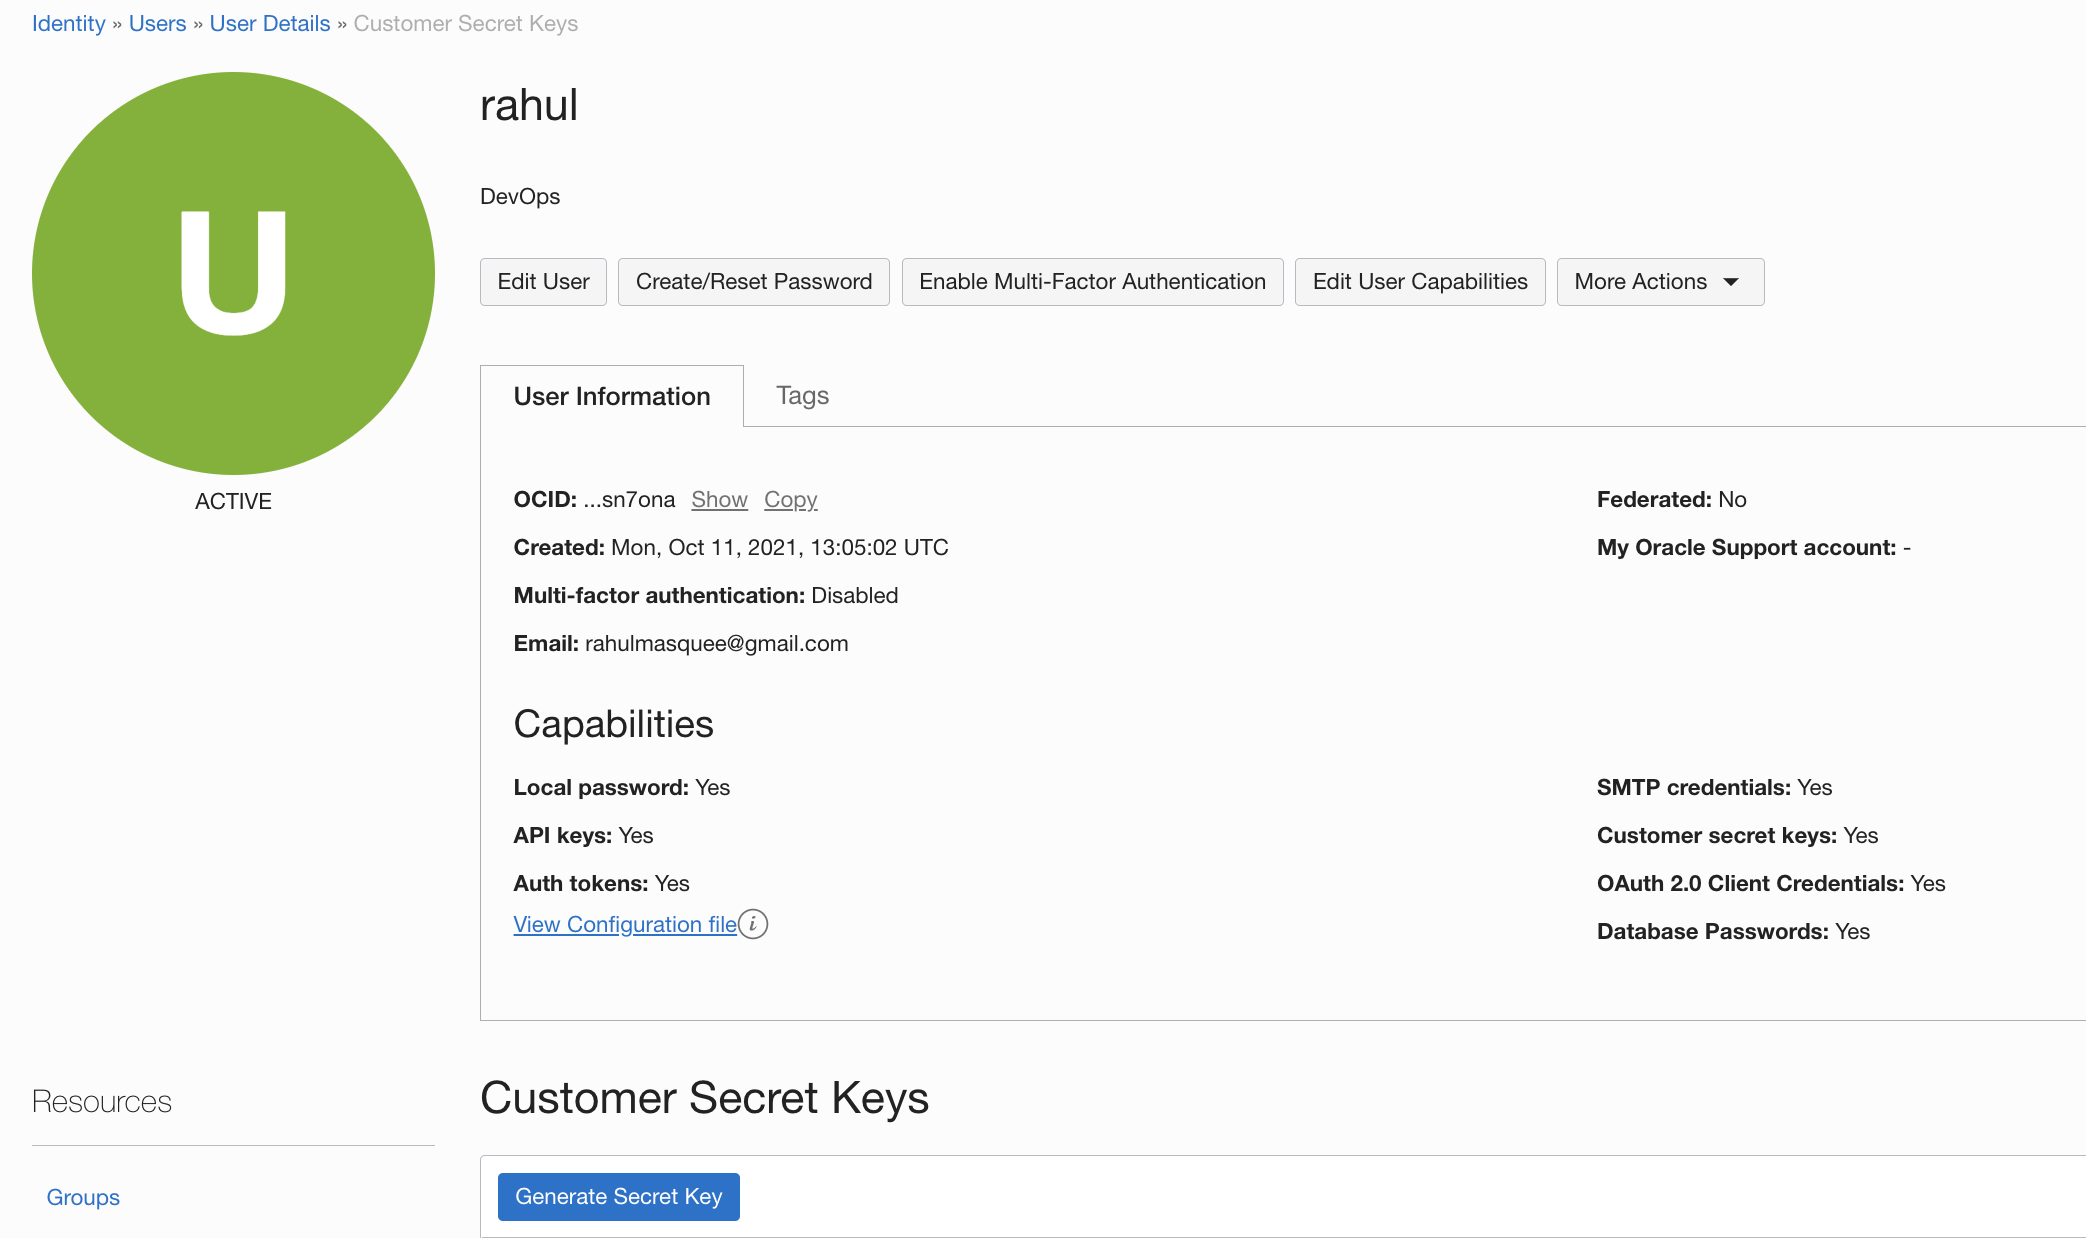 Identity » Users » User Details » Customer Secret Keys
U
ACTIVE
rahul
DevOps
Edit User Create/Reset Password Enable Multi-Factor Authentication Edit User Capabilities More Actions
User Information Tags
OCID: ...sn7ona Show Copy
Created: Mon, Oct 11, 2021, 13:05:02 UTC
Multi-factor authentication: Disabled
Email: rahulmasquee@gmail.com
Federated: No
My Oracle Support account: -
Capabilities
Local password: Yes
API keys: Yes
Auth tokens: Yes
View Configuration file i
SMTP credentials: Yes
Customer secret keys: Yes
OAuth 2.0 Client Credentials: Yes
Database Passwords: Yes
Resources
Groups
Customer Secret Keys
Generate Secret Key